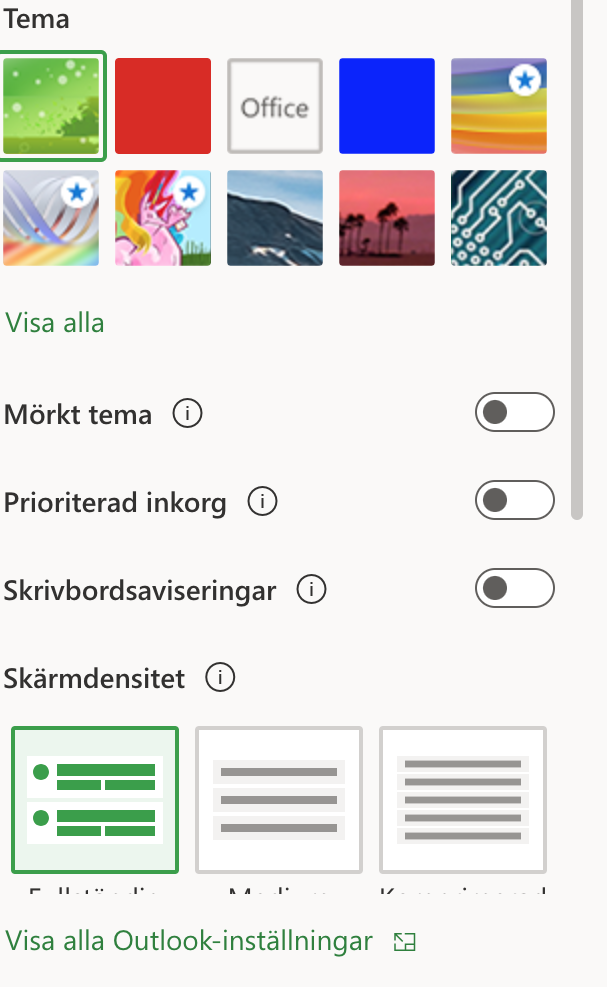 Tema
Office
Visa alla
Mörkt tema
Prioriterad inkorg
Skrivbordsaviseringar
Skärmdensitet
Visa alla Outlook-inställningar